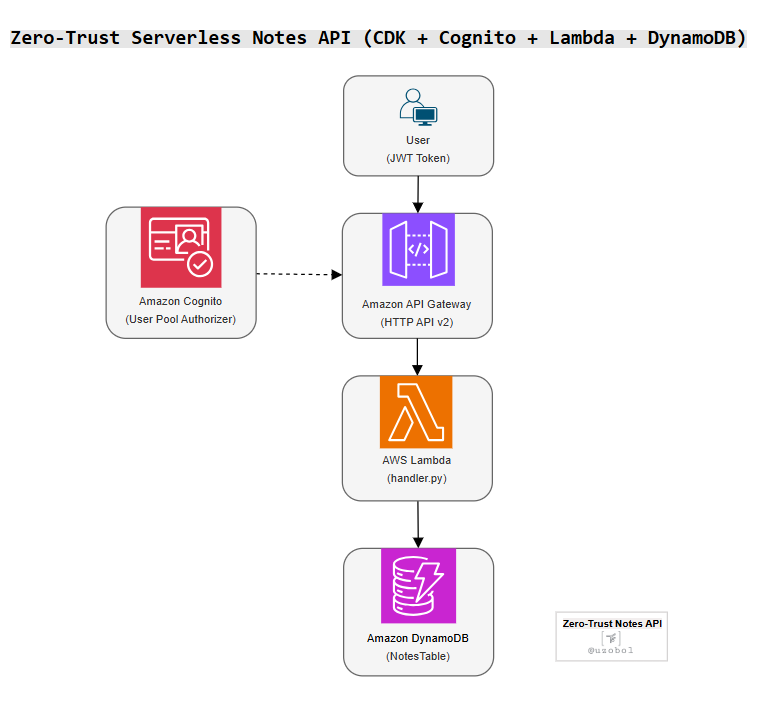 Zero-Trust Serverless Notes API (CDK + Cognito + Lambda + DynamoDB)
User
(JWT Token)
Amazon Cognito
(User Pool Authorizer)
Amazon API Gateway
(HTTP API v2)
AWS Lambda
(handler.py)
Amazon DynamoDB
(NotesTable)
Zero-Trust Notes API
@uzobol